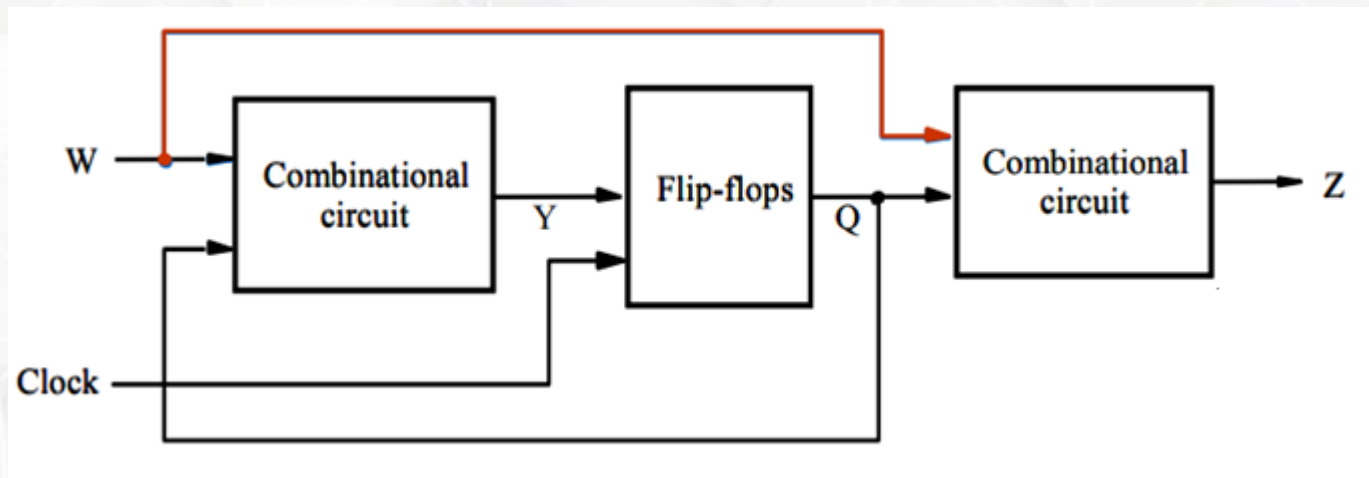 W
Combinational
circuit
Y
Flip-flops
Q
Combinational
circuit
Z
Clock